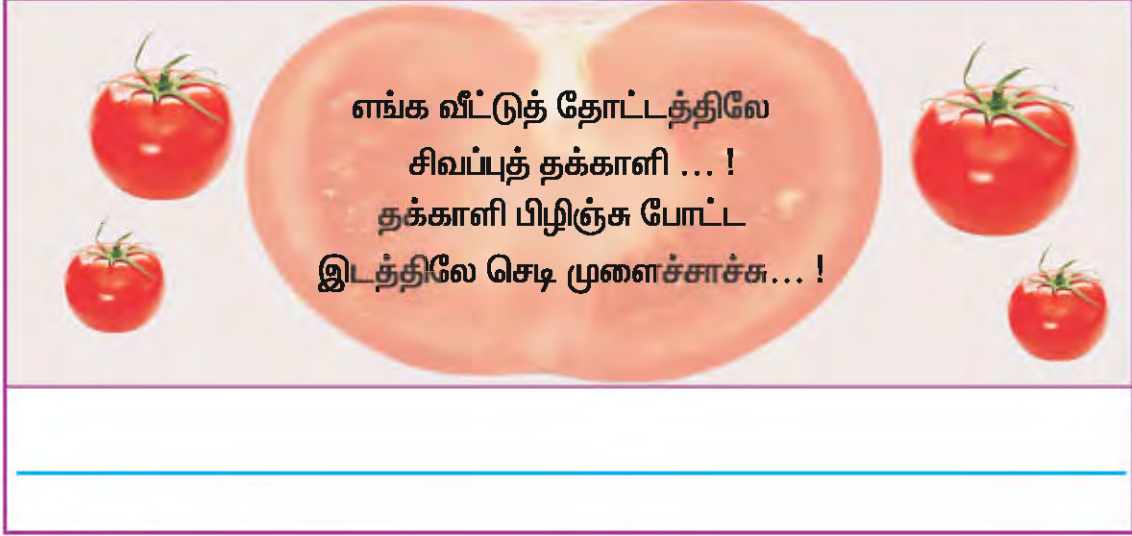 எங்க வீட்டுத் தோட்டத்திலே
சிவப்புத் தக்காளி ... !
தக்காளி பிழிஞ்சு போட்ட
இடத்திலே செடி முளைச்சாச்சு... !